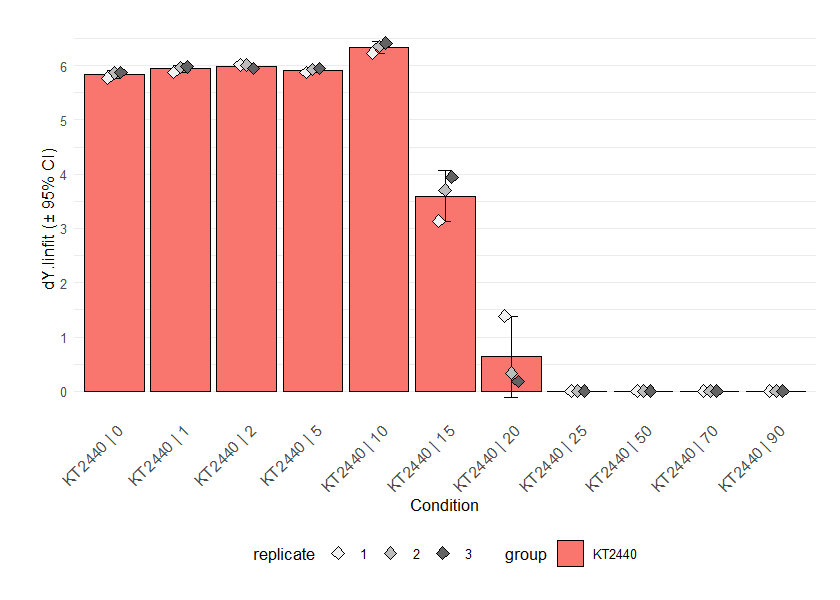 dY.linfit (± 95% CI)
6
5
4
3
2
1
0
KT2440 | 0
KT2440 | 1
KT2440 | 2
KT2440 | 5
KT2440 | 10
KT2440 | 15
KT2440 | 20
KT2440 | 25
KT2440 | 50
KT2440 | 70
KT2440 | 90
Condition
replicate 1 2 3 group KT2440